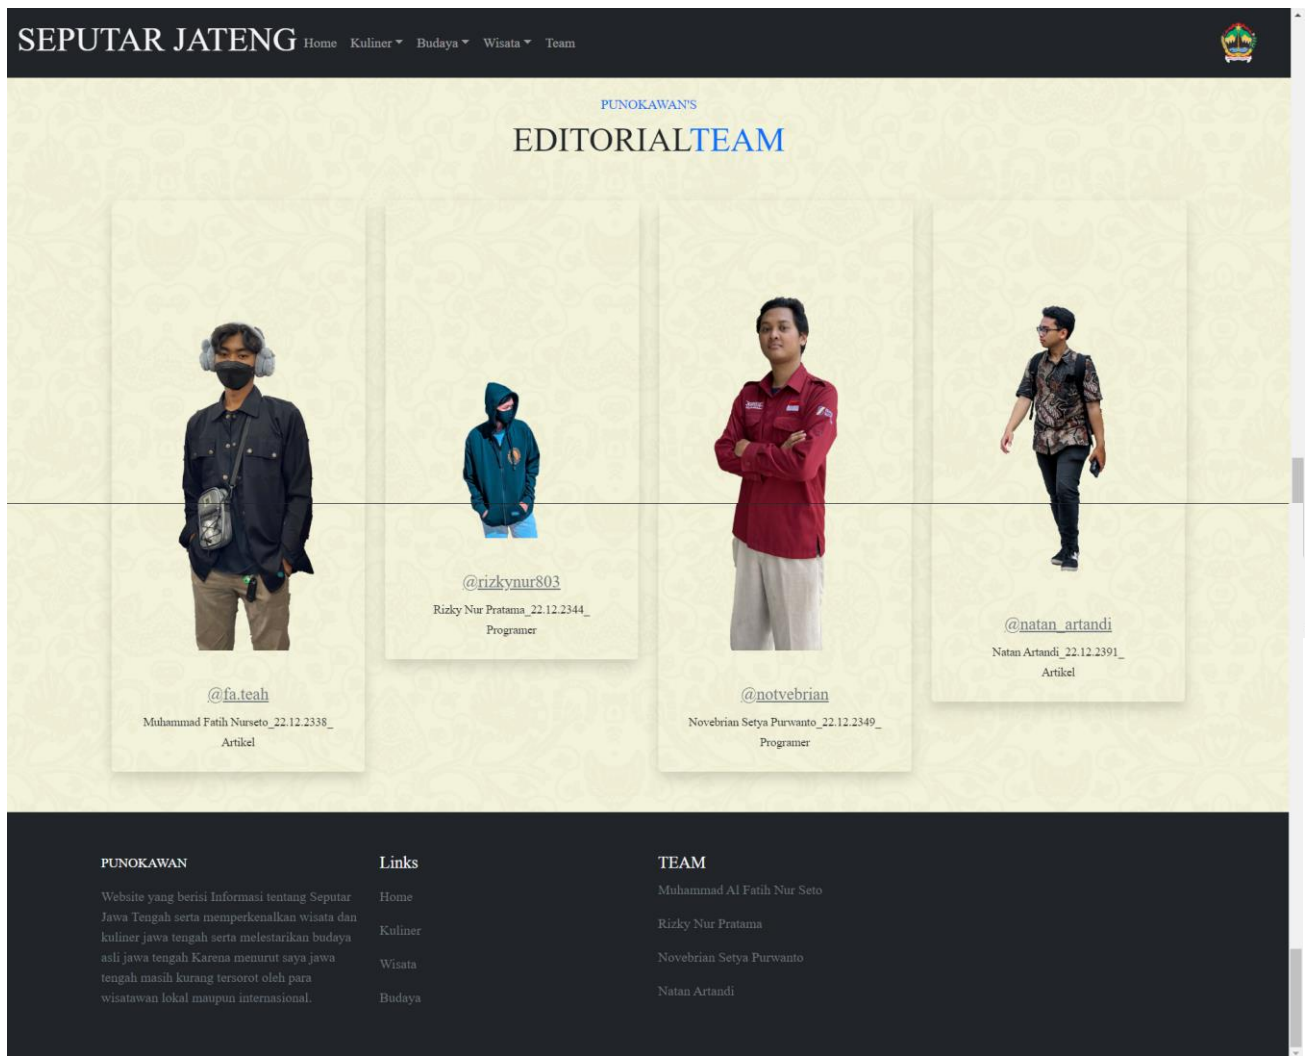 SEPUTAR JATENG Home Kuliner Budaya Wisata Team
PUNOKAWAN'S
EDITORIALTEAM
@fa.teah
Muhammad Fatih Nurseto_22.12.2338_
Artikel
@rizkynur803
Rizky Nur Pratama_22.12.2344_
Programer
@notvebrian
Novebrian Setya Purwanto_22.12.2349_
Programer
@natan_artandi
Natan Artandi_22.12.2391_
Artikel
PUNOKAWAN
Website yang berisi Informasi tentang Seputar
Jawa Tengah serta memperkenalkan wisata dan
kuliner jawa tengah serta melestarikan budaya
asli jawa tengah Karena menurut saya jawa
tengah masih kurang tersorot oleh para
wisatawan lokal maupun internasional.
Links
Home
Kuliner
Wisata
Budaya
TEAM
Muhammad Al Fatih Nur Seto
Rizky Nur Pratama
Novebrian Setya Purwanto
Natan Artandi